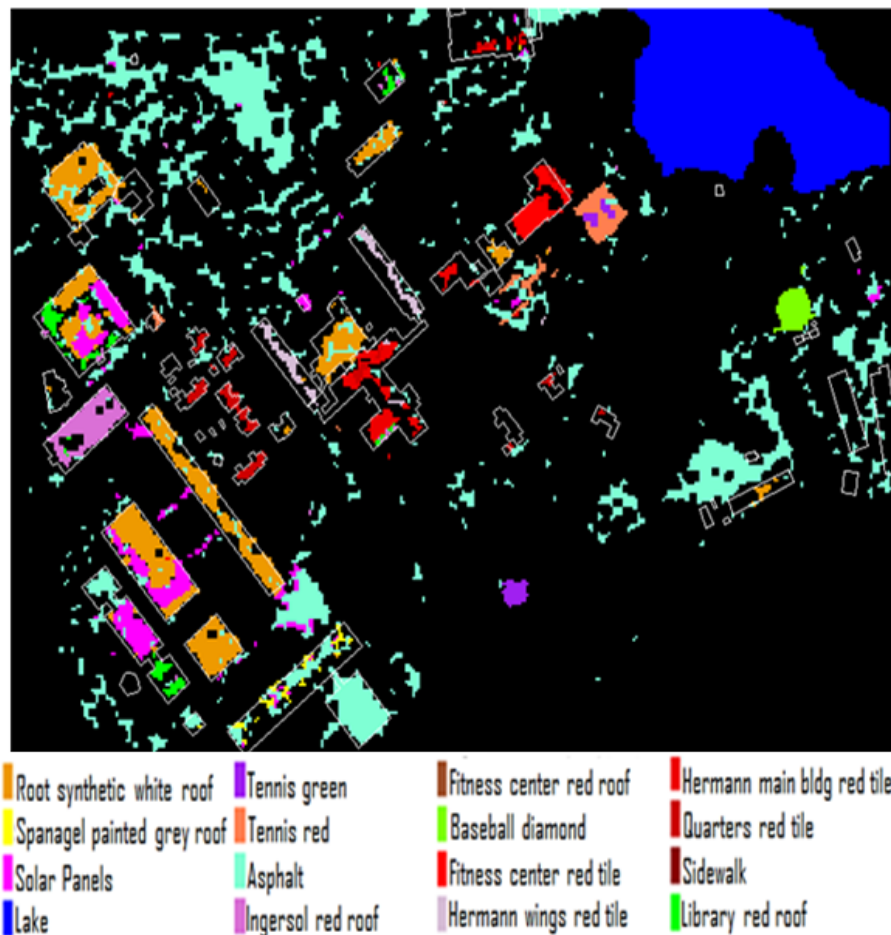 Root synthetic white roof
Tennis green
Fitness center red roof
Hermann main bldg red tile
Spanagel painted grey roof
Tennis red
Baseball diamond
Quarters red tile
Solar Panels
Asphalt
Fitness center red tile
Sidewalk
Lake
Ingersol red roof
Hermann wings red tile
Library red roof